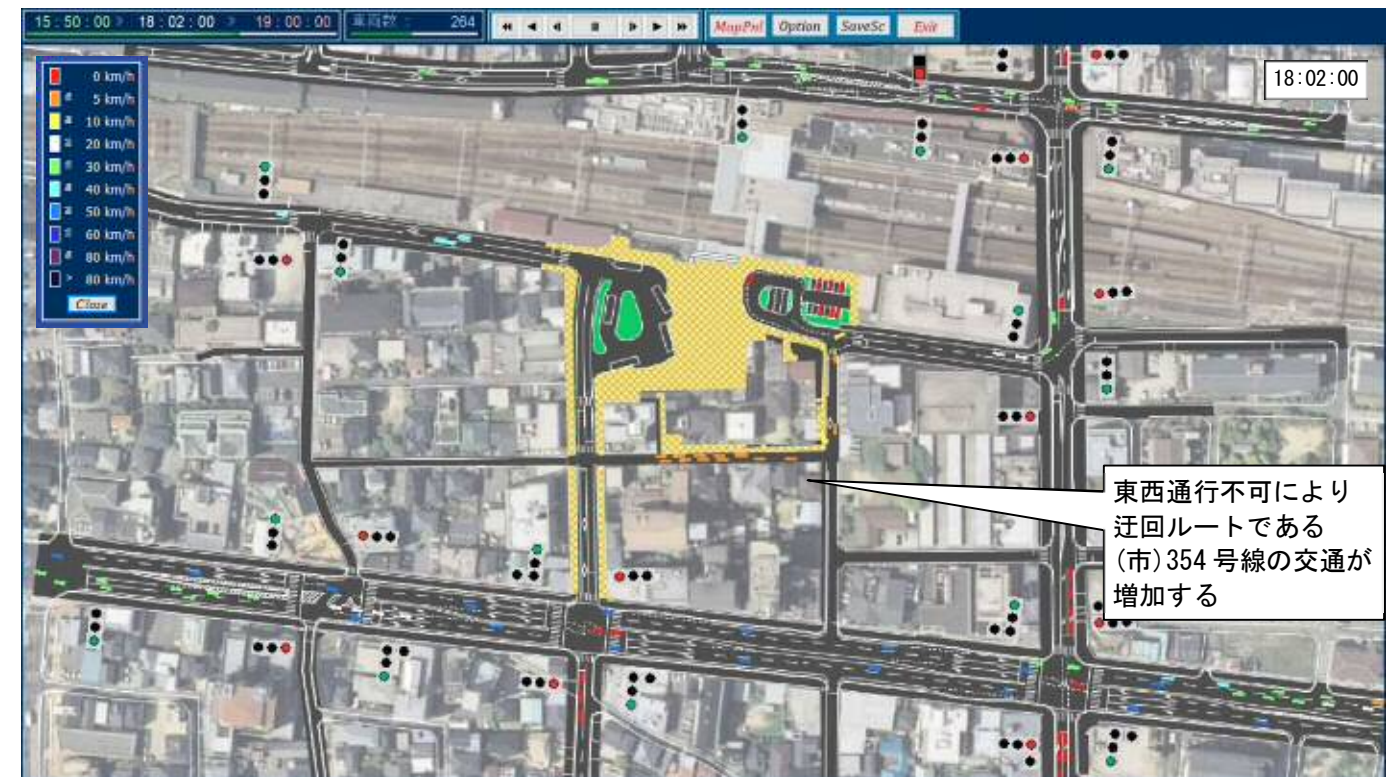 15:50:00 > 18:02:00 > 19:00:00 車両数 : 264 MapPnl Option SaveSc Exit
18:02:00
0 km/h
5 km/h
10 km/h
20 km/h
30 km/h
40 km/h
50 km/h
60 km/h
80 km/h
> 80 km/h
Close
東西通行不可により
迂回ルートである
(市)354号線の交通が
増加する